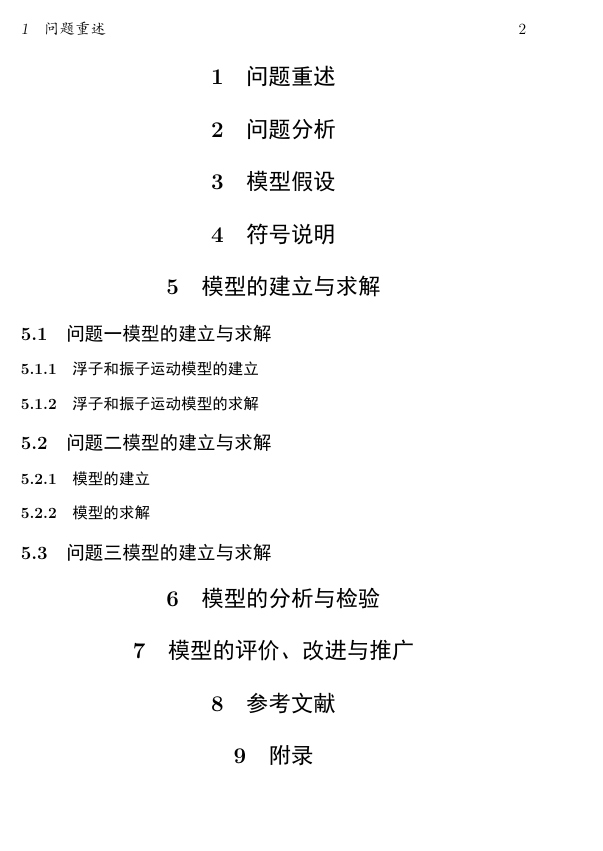 1 问题重述 2
1 问题重述
2 问题分析
3 模型假设
4 符号说明
5 模型的建立与求解
5.1 问题一模型的建立与求解
5.1.1 浮子和振子运动模型的建立
5.1.2 浮子和振子运动模型的求解
5.2 问题二模型的建立与求解
5.2.1 模型的建立
5.2.2 模型的求解
5.3 问题三模型的建立与求解
6 模型的分析与检验
7 模型的评价、改进与推广
8 参考文献
9 附录